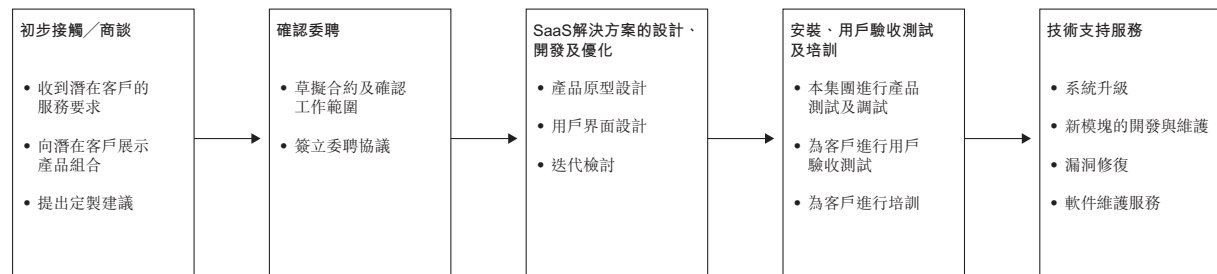 初步接觸╱商談
• 收到潛在客戶的
服務要求
• 向潛在客戶展示
產品組合
• 提出定製建議
確認委聘
• 草擬合約及確認
工作範圍
• 簽立委聘協議
SaaS解決方案的設計、
開發及優化
• 產品原型設計
• 用戶界面設計
• 迭代檢討
安裝、用戶驗收測試
及培訓
• 本集團進行產品
測試及調試
• 為客戶進行用戶
驗收測試
• 為客戶進行培訓
技術支持服務
• 系統升級
• 新模塊的開發與維護
• 漏洞修復
• 軟件維護服務